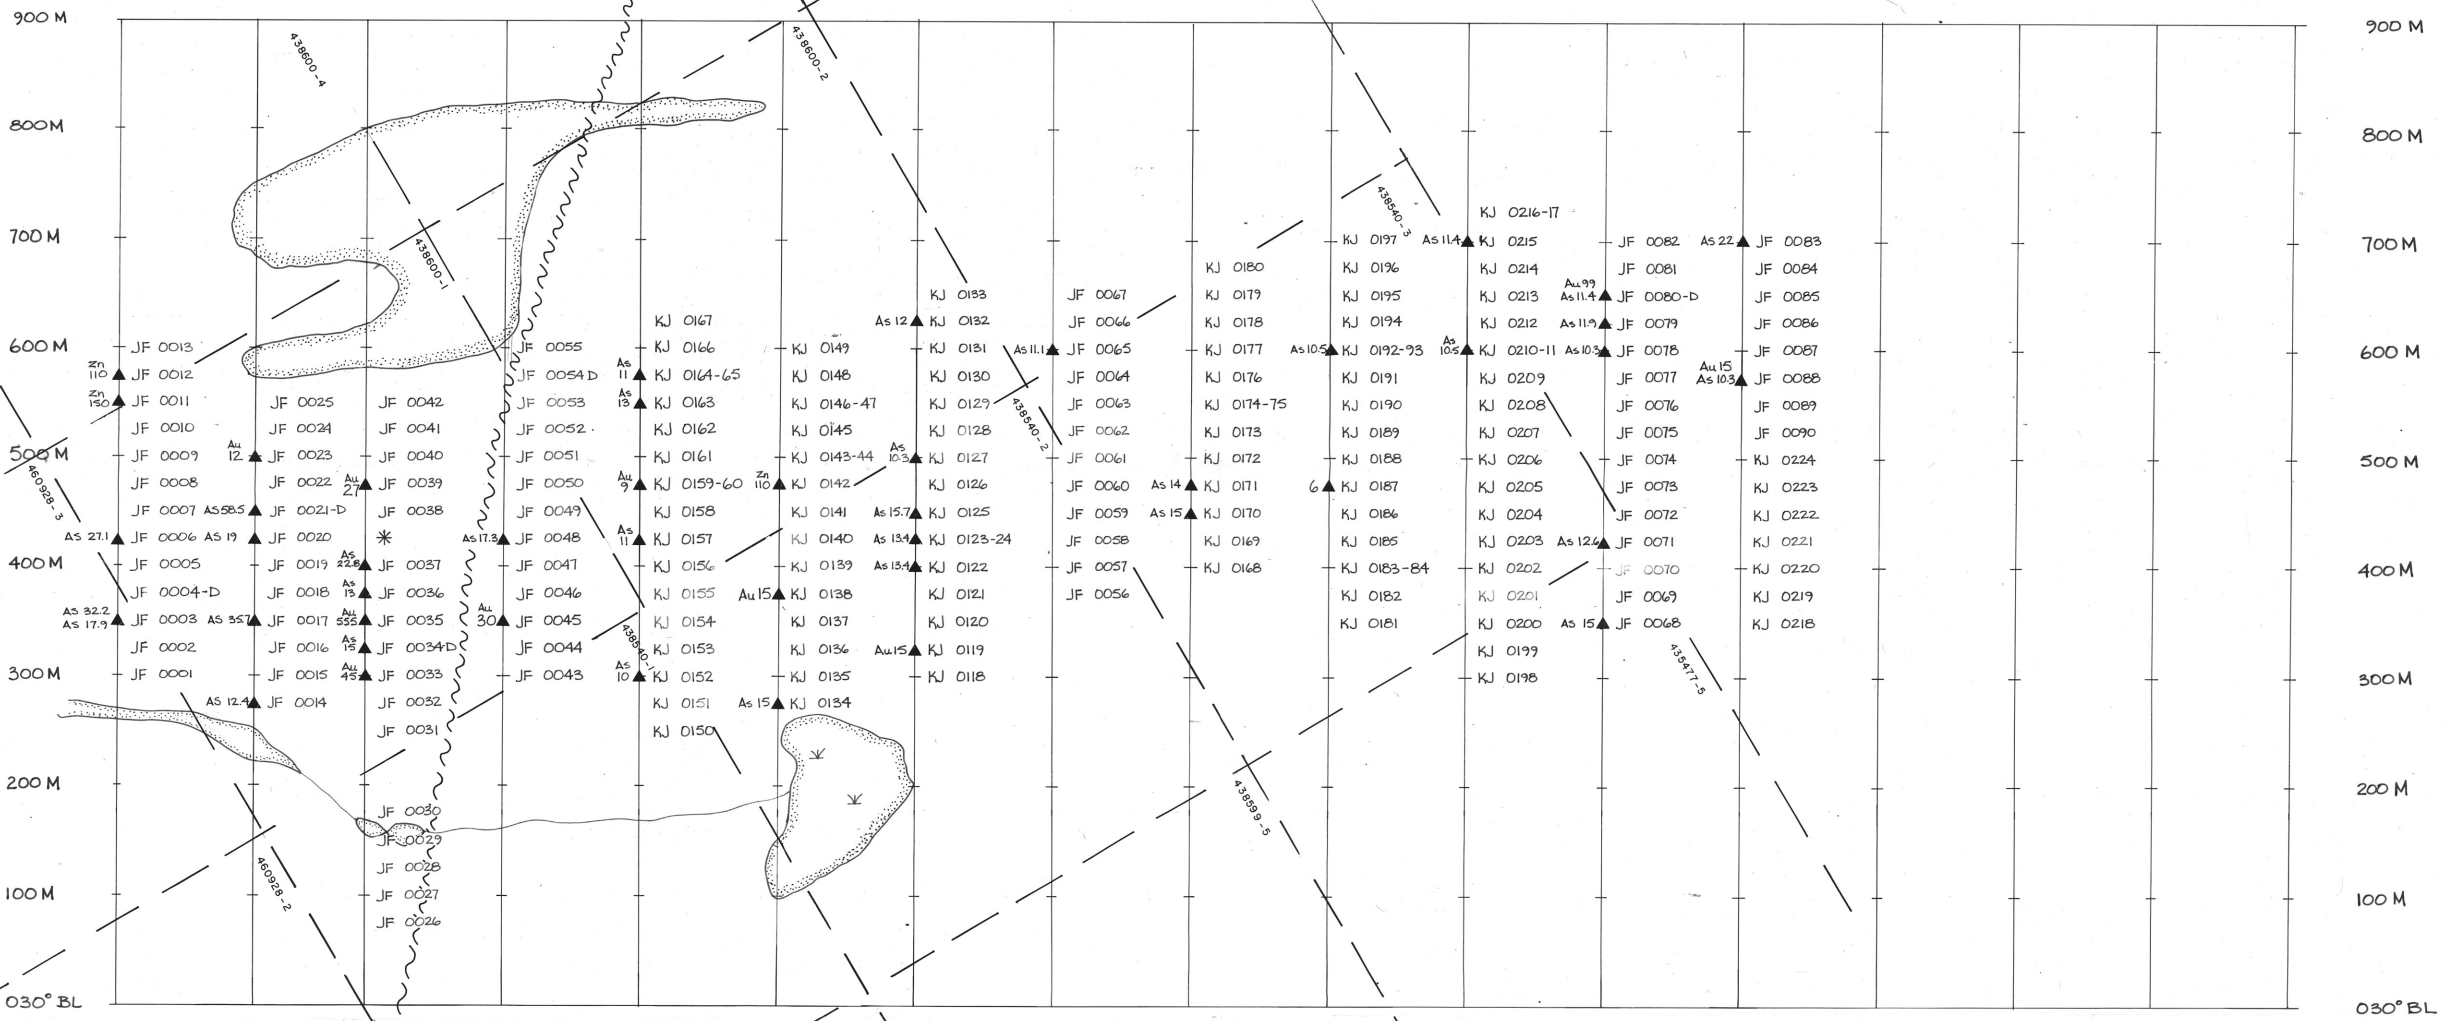 900 M 900 M
438600-4 438600-2
800 M 800 M
438540-3
KJ 0216-17
700 M KJ 0197 As 11.4 KJ 0215 JF 0082 As 22 JF 0083 700 M
438600-1
KJ 0180 KJ 0196 KJ 0214 JF 0081 JF 0084
KJ 0133 JF 0067 KJ 0179 KJ 0195 KJ 0213 Au 99 As 11.4 JF 0080-D JF 0085
KJ 0167 As 12 KJ 0132 JF 0066 KJ 0178 KJ 0194 KJ 0212 As 11.9 JF 0079 JF 0086
600 M JF 0013 JF 0055 KJ 0166 KJ 0149 KJ 0131 As 11.1 JF 0065 KJ 0177 As 10.5 KJ 0192-93 As 10.5 KJ 0210-11 As 10.3 JF 0078 JF 0087 600 M
Zn 110 JF 0012 JF 0054 D As 11 KJ 0164-65 KJ 0148 KJ 0130 JF 0064 KJ 0176 KJ 0191 KJ 0209 JF 0077 Au 15 As 10.3 JF 0088
Zn 150 JF 0011 JF 0025 JF 0042 JF 0053 As 13 KJ 0163 KJ 0146-47 KJ 0129 JF 0063 KJ 0174-75 KJ 0190 KJ 0208 JF 0076 JF 0089
438540-2
JF 0010 JF 0024 JF 0041 JF 0052 KJ 0162 KJ 0145 KJ 0128 JF 0062 KJ 0173 KJ 0189 KJ 0207 JF 0075 JF 0090
500 M JF 0009 Au 12 JF 0023 JF 0040 JF 0051 KJ 0161 KJ 0143-44 As 10.3 KJ 0127 JF 0061 KJ 0172 KJ 0188 KJ 0206 JF 0074 KJ 0224 500 M
460928-3
JF 0008 JF 0022 Au 27 JF 0039 JF 0050 Au 9 KJ 0159-60 Zn 110 KJ 0142 KJ 0126 JF 0060 As 14 KJ 0171 6 KJ 0187 KJ 0205 JF 0073 KJ 0223
JF 0007 As 58.5 JF 0021-D JF 0038 JF 0049 KJ 0158 KJ 0141 As 15.7 KJ 0125 JF 0059 As 15 KJ 0170 KJ 0186 KJ 0204 JF 0072 KJ 0222
As 27.1 JF 0006 As 19 JF 0020 As 17.3 JF 0048 As 11 KJ 0157 KJ 0140 As 13.4 KJ 0123-24 JF 0058 KJ 0169 KJ 0185 KJ 0203 As 12.6 JF 0071 KJ 0221
400 M JF 0005 JF 0019 As 22.8 JF 0037 JF 0047 KJ 0156 KJ 0139 As 13.4 KJ 0122 JF 0057 KJ 0168 KJ 0183-84 KJ 0202 JF 0070 KJ 0220 400 M
JF 0004-D JF 0018 As 13 JF 0036 JF 0046 KJ 0155 Au 15 KJ 0138 KJ 0121 JF 0056 KJ 0182 KJ 0201 JF 0069 KJ 0219
As 32.2 As 17.9 JF 0003 As 35.7 JF 0017 Au 555 JF 0035 Au 30 JF 0045 KJ 0154 KJ 0137 KJ 0120 KJ 0181 KJ 0200 As 15 JF 0068 KJ 0218
438540-1
JF 0002 JF 0016 As 15 JF 0034-D JF 0044 KJ 0153 KJ 0136 Au 15 KJ 0119 KJ 0199
435477-5
300 M JF 0001 JF 0015 Au 45 JF 0033 JF 0043 As 10 KJ 0152 KJ 0135 KJ 0118 KJ 0198 300 M
As 12.4 JF 0014 JF 0032 KJ 0151 As 15 KJ 0134
JF 0031 KJ 0150
200 M 200 M
438599-5
JF 0030
JF 0029
JF 0028
460928-2
100 M JF 0027 100 M
JF 0026
030° BL 030° BL